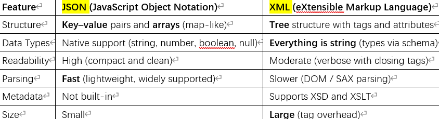 Feature JSON (JavaScript Object Notation) XML (eXtensible Markup Language)
Structure Key–value pairs and arrays (map-like) Tree structure with tags and attributes
Data Types Native support (string, number, boolean, null) Everything is string (types via schema)
Readability High (compact and clean) Moderate (verbose with closing tags)
Parsing Fast (lightweight, widely supported) Slower (DOM / SAX parsing)
Metadata Not built-in Supports XSD and XSLT
Size Small Large (tag overhead)